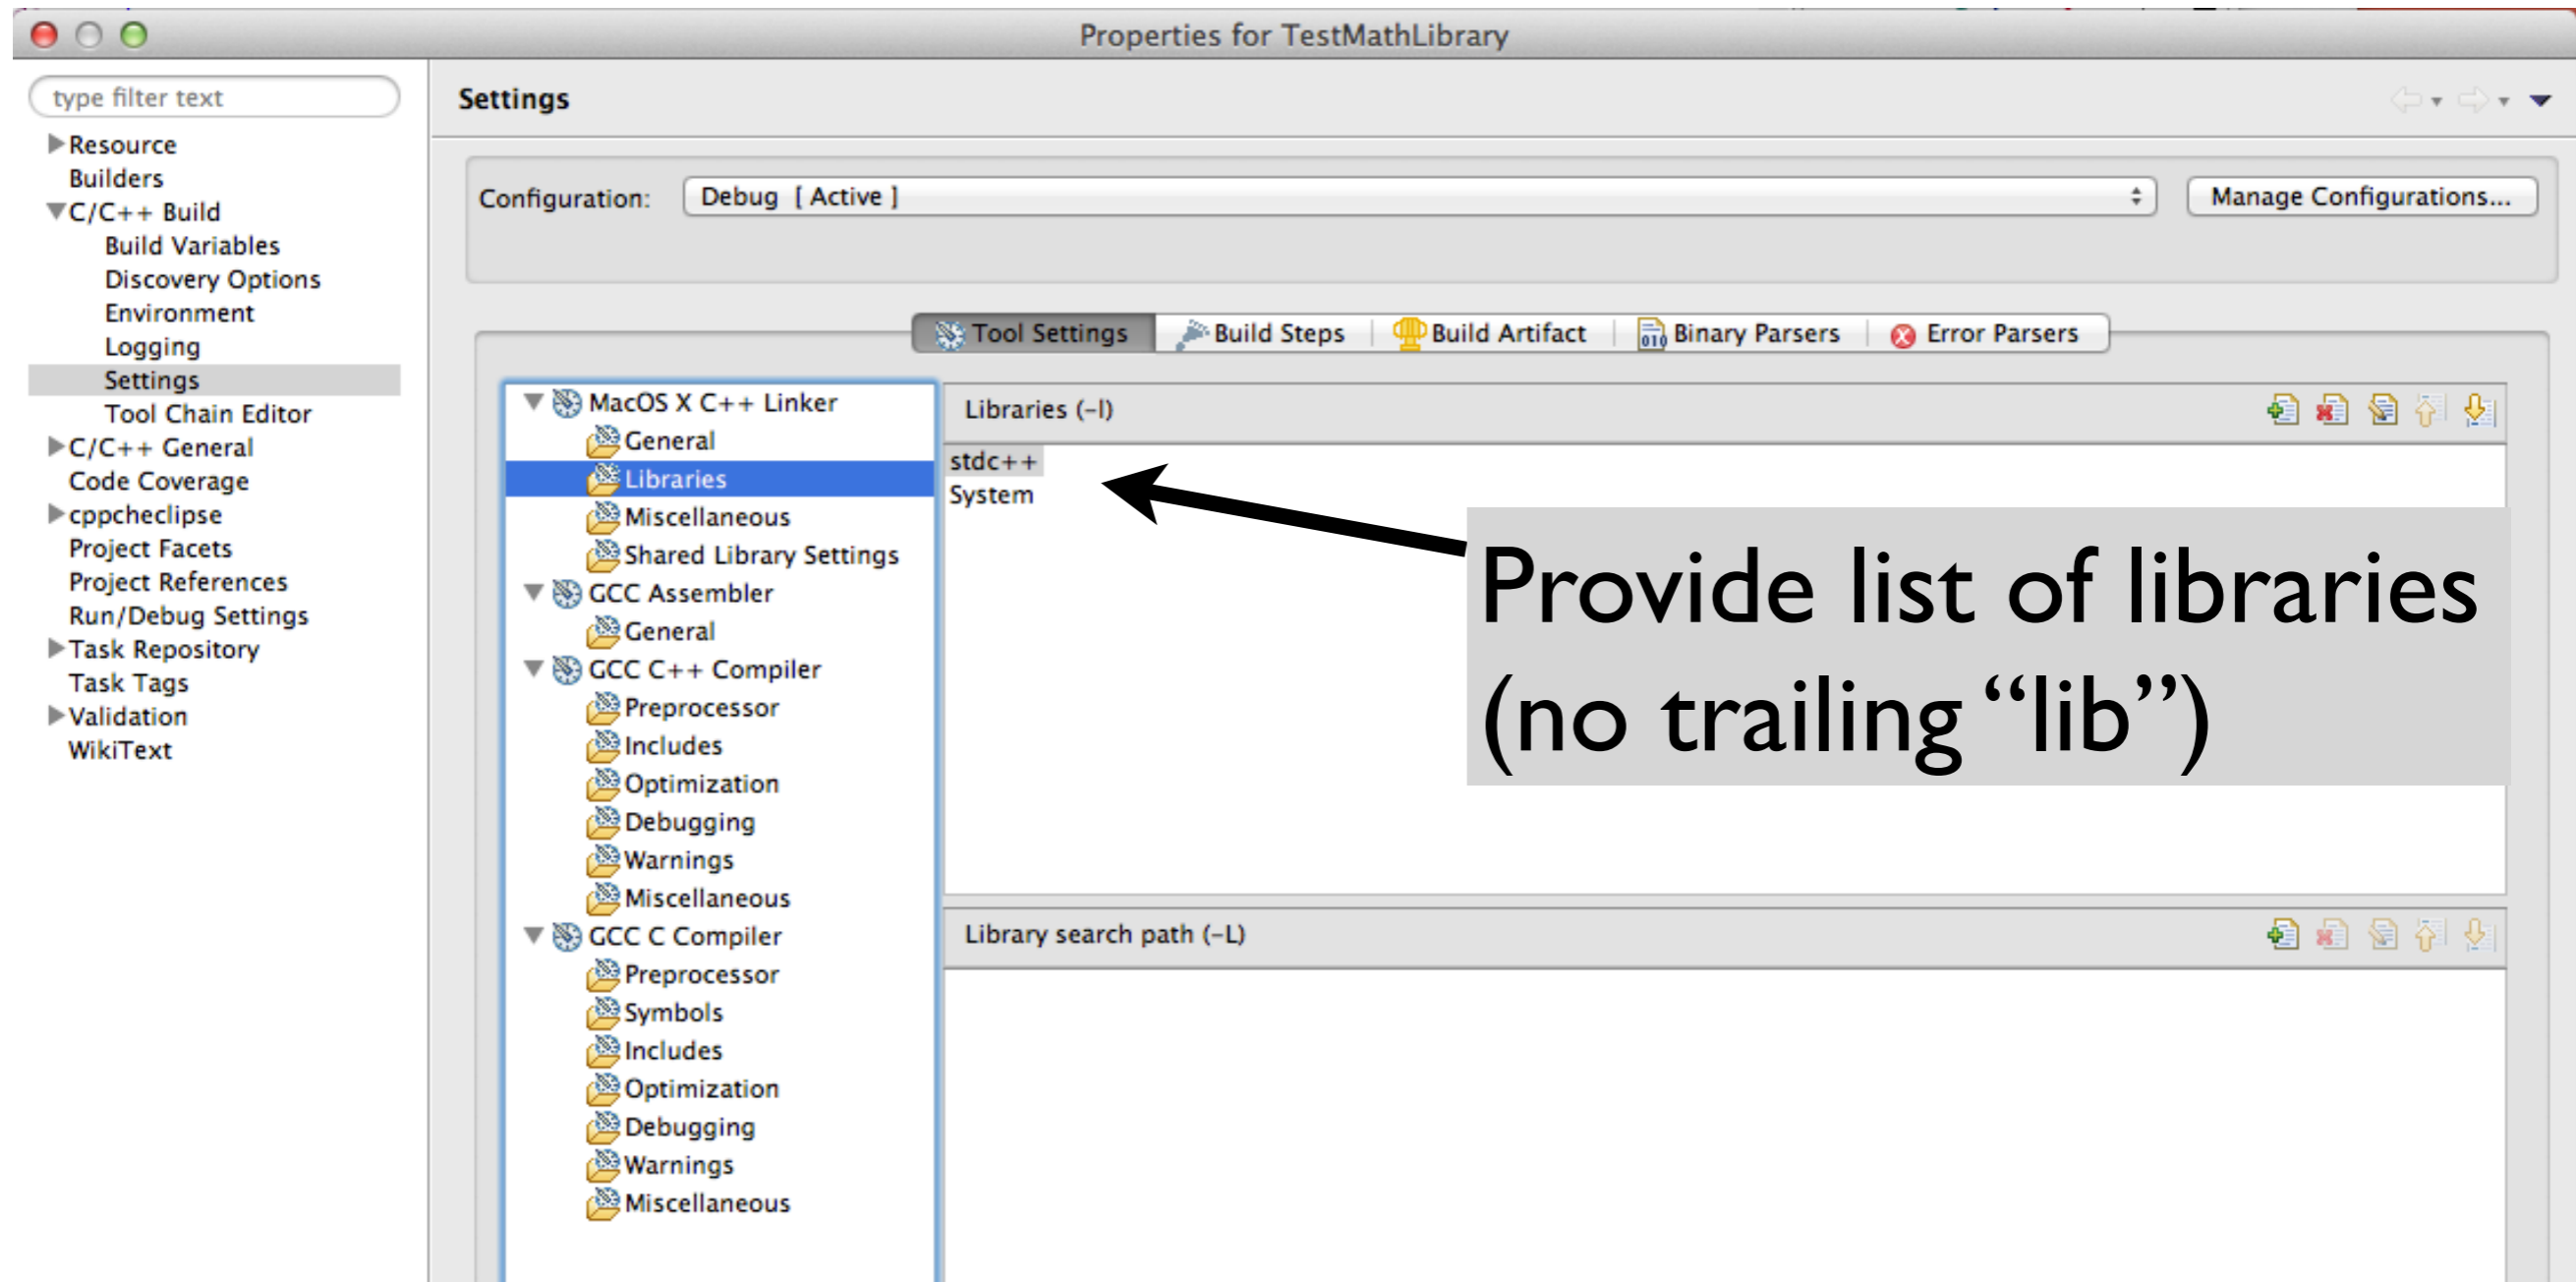 Properties for TestMathLibrary
type filter text
Resource
Builders
C/C++ Build
Build Variables
Discovery Options
Environment
Logging
Settings
Tool Chain Editor
C/C++ General
Code Coverage
cppcheclipse
Project Facets
Project References
Run/Debug Settings
Task Repository
Task Tags
Validation
WikiText
Settings
Configuration: Debug [ Active ] Manage Configurations...
Tool Settings Build Steps Build Artifact Binary Parsers Error Parsers
MacOS X C++ Linker
General
Libraries
Miscellaneous
Shared Library Settings
GCC Assembler
General
GCC C++ Compiler
Preprocessor
Includes
Optimization
Debugging
Warnings
Miscellaneous
GCC C Compiler
Preprocessor
Symbols
Includes
Optimization
Debugging
Warnings
Miscellaneous
Libraries (-l)
stdc++
System
Provide list of libraries
(no trailing “lib”)
Library search path (-L)